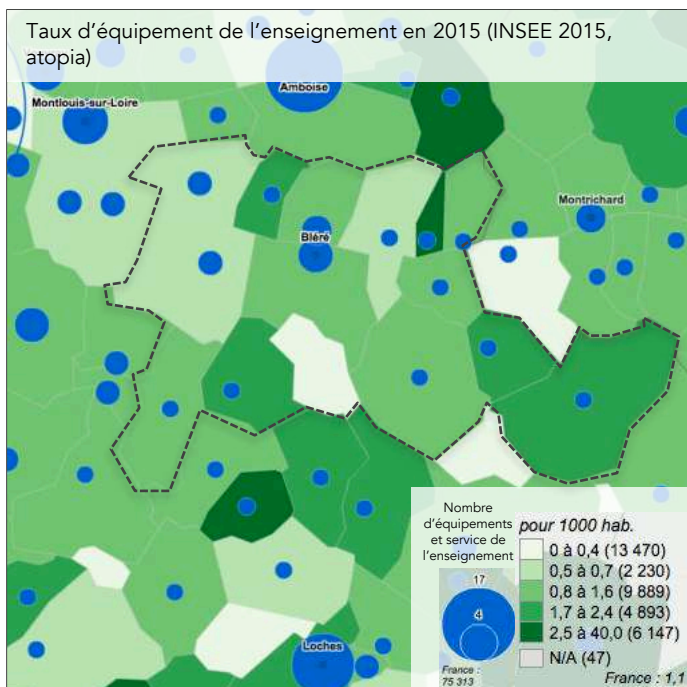 Taux d'équipement de l'enseignement en 2015 (INSEE 2015,
atopia)
Amboise
Montlouis-sur-Loire
Montrichard
Bléré
Loches
Nombre
d'équipements
et service de
l'enseignement
17
4
France :
75 313
pour 1000 hab.
0 à 0,4 (13 470)
0,5 à 0,7 (2 230)
0,8 à 1,6 (9 889)
1,7 à 2,4 (4 893)
2,5 à 40,0 (6 147)
N/A (47)
France : 1,1